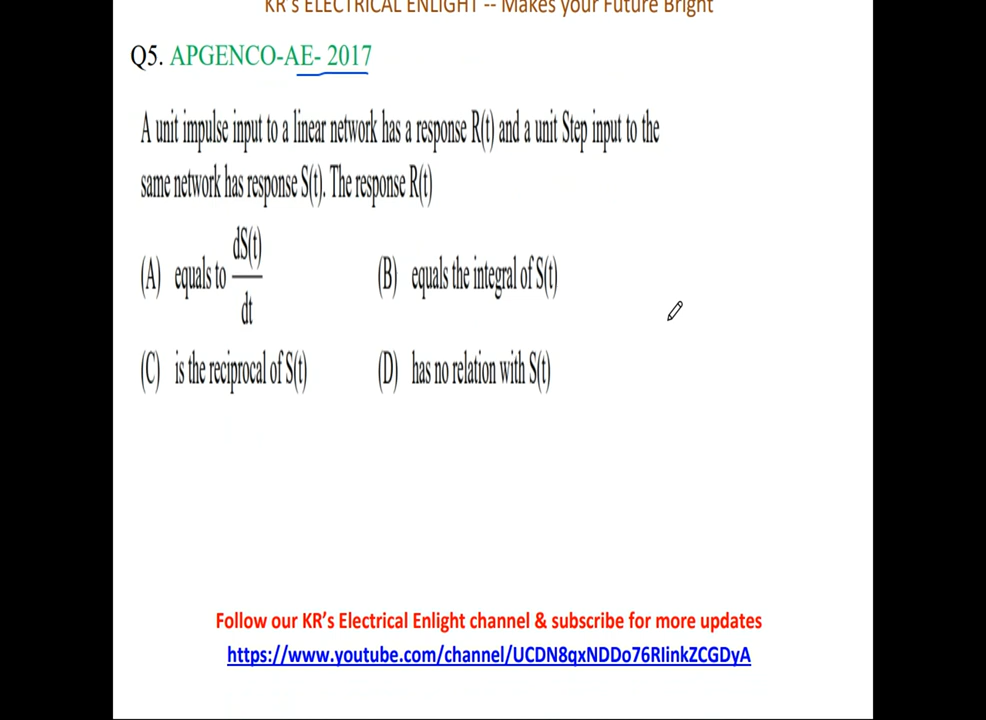 KR's ELECTRICAL ENLIGHT -- Makes your Future Bright
Q5. APGENCO-AE- 2017
A unit impulse input to a linear network has a response R(t) and a unit Step input to the
same network has response S(t). The response R(t)
(A) equals to dS(t)/dt (B) equals the integral of S(t)
(C) is the reciprocal of S(t) (D) has no relation with S(t)
Follow our KR's Electrical Enlight channel & subscribe for more updates
https://www.youtube.com/channel/UCDN8qxNDDo76RIinkZCGDyA